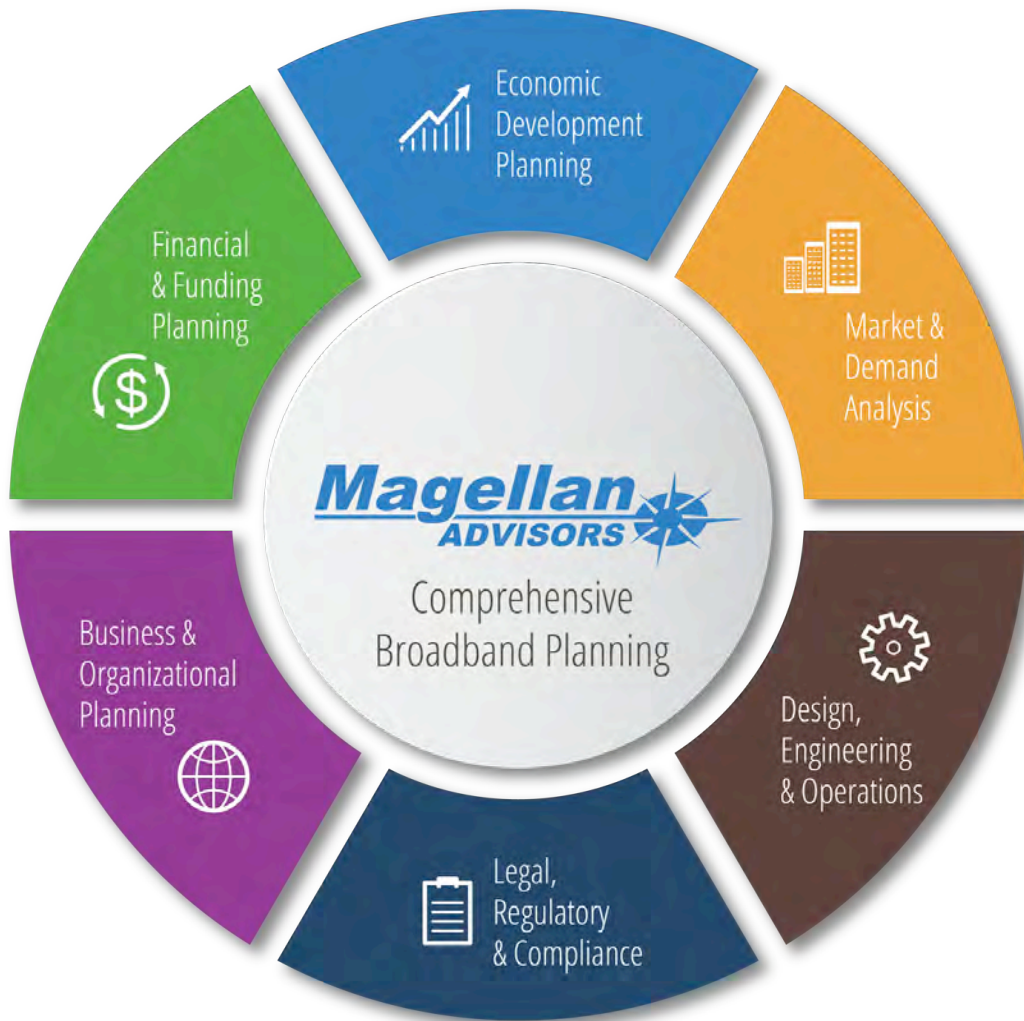 Economic
Development
Planning
Market &
Demand
Analysis
Design,
Engineering
& Operations
Legal,
Regulatory
& Compliance
Business &
Organizational
Planning
Financial
& Funding
Planning
$
Magellan
ADVISORS
Comprehensive
Broadband Planning